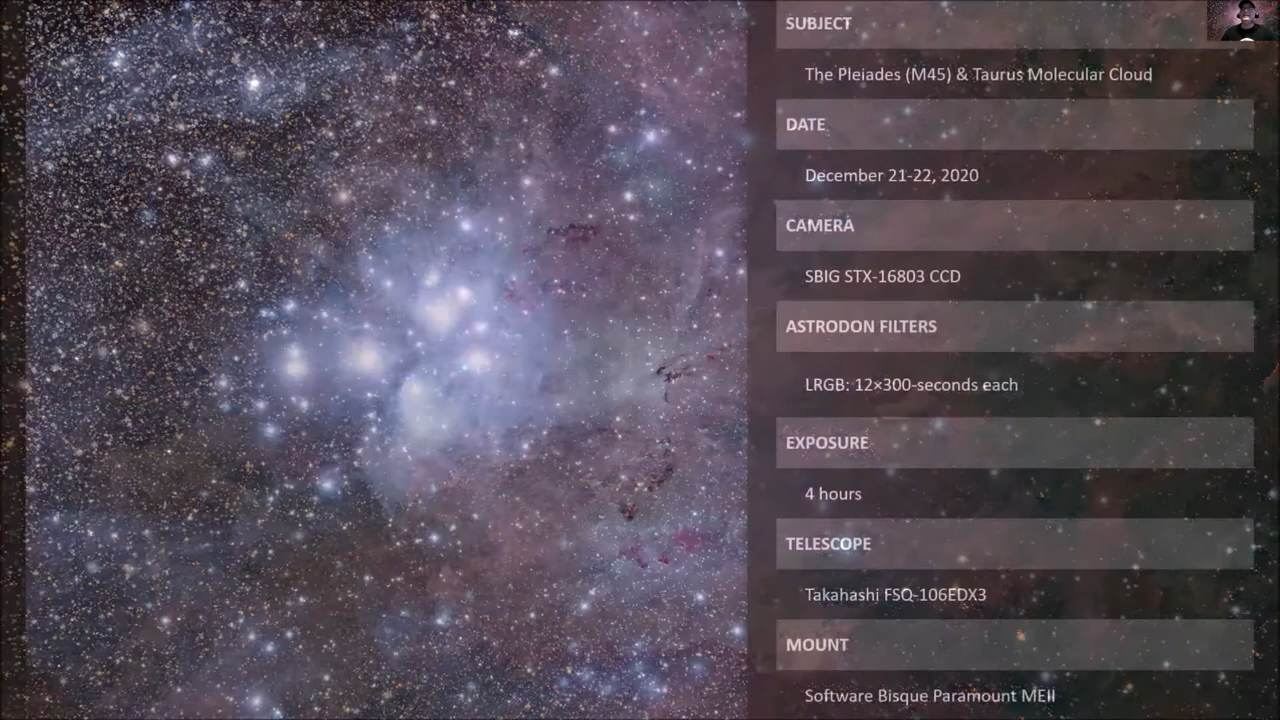 SUBJECT
The Pleiades (M45) & Taurus Molecular Cloud
DATE
December 21-22, 2020
CAMERA
SBIG STX-16803 CCD
ASTRODON FILTERS
LRGB: 12×300-seconds each
EXPOSURE
4 hours
TELESCOPE
Takahashi FSQ-106EDX3
MOUNT
Software Bisque Paramount MEII